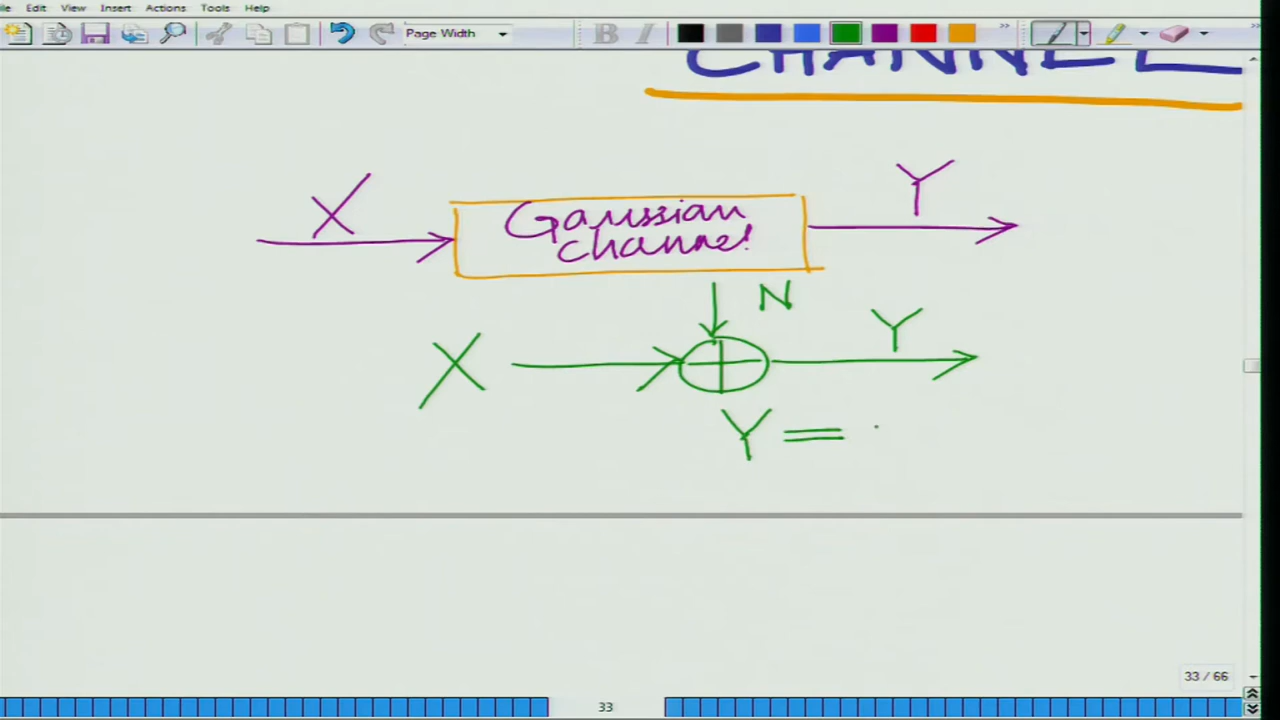 File Edit View Insert Actions Tools Help
Page Width B I
CHANNEL
X Gaussian channel Y
N
X Y
Y =
33 / 66
33